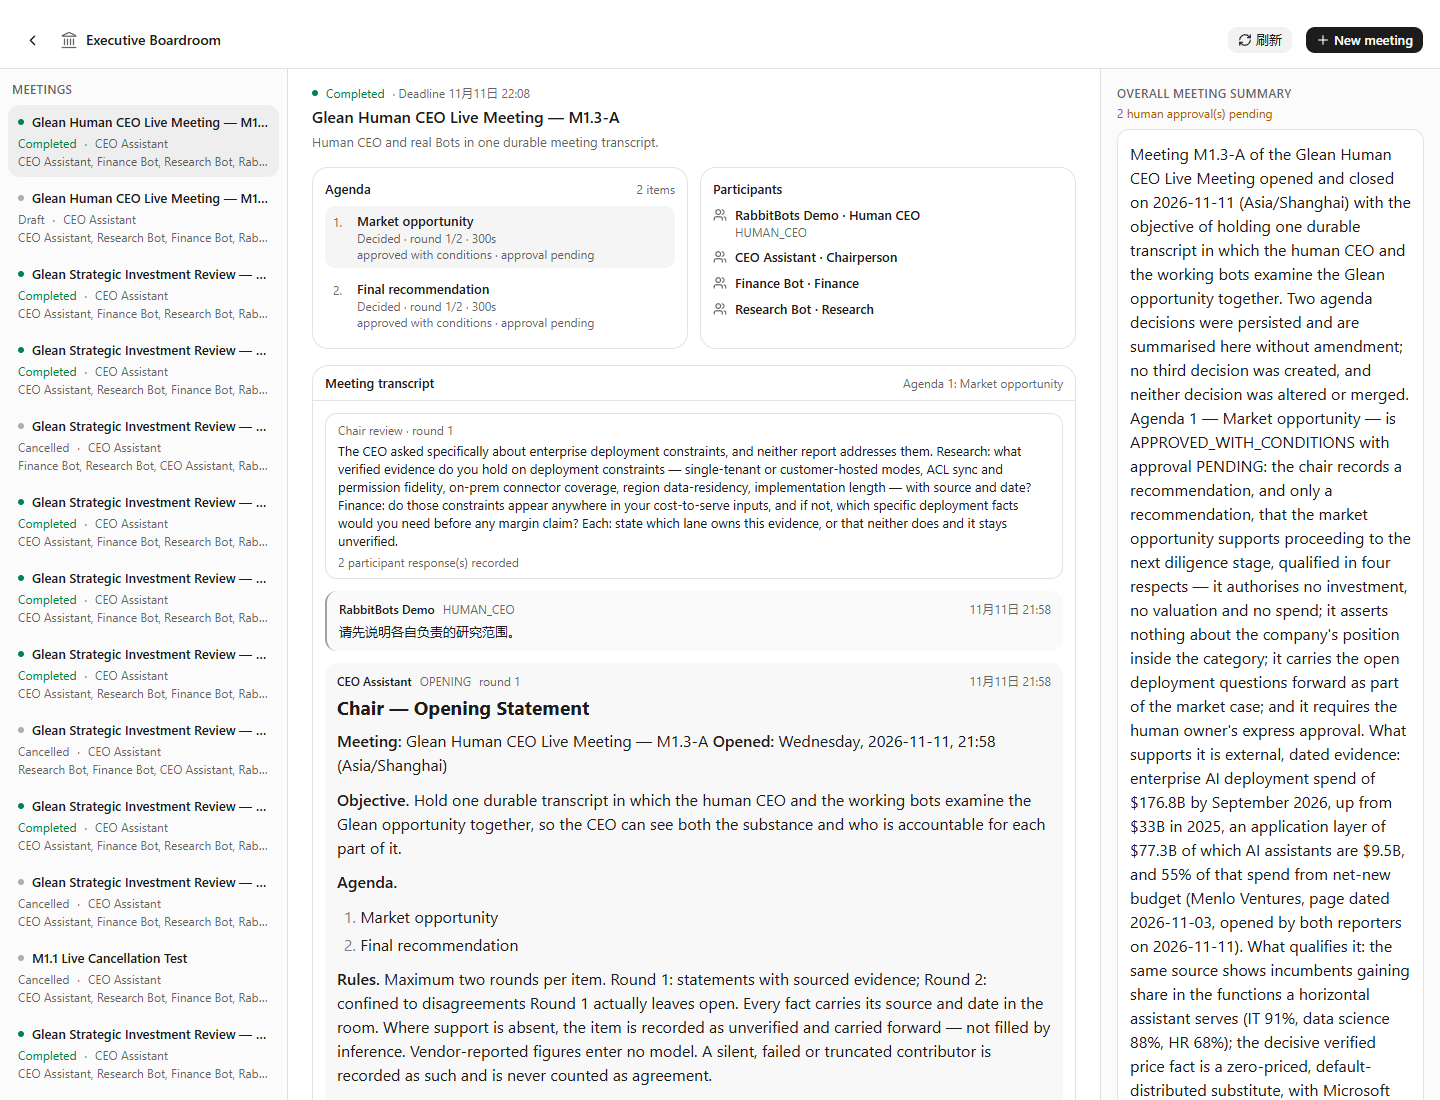 Executive Boardroom
刷新
New meeting
MEETINGS
Glean Human CEO Live Meeting — M1...
Completed · CEO Assistant
CEO Assistant, Finance Bot, Research Bot, Rab...
Glean Human CEO Live Meeting — M1...
Draft · CEO Assistant
CEO Assistant, Research Bot, Finance Bot, Rab...
Glean Strategic Investment Review — ...
Completed · CEO Assistant
CEO Assistant, Finance Bot, Research Bot, Rab...
Glean Strategic Investment Review — ...
Completed · CEO Assistant
CEO Assistant, Research Bot, Finance Bot, Rab...
Glean Strategic Investment Review — ...
Cancelled · CEO Assistant
Finance Bot, Research Bot, CEO Assistant, Rab...
Glean Strategic Investment Review — ...
Completed · CEO Assistant
CEO Assistant, Finance Bot, Research Bot, Rab...
Glean Strategic Investment Review — ...
Completed · CEO Assistant
CEO Assistant, Finance Bot, Research Bot, Rab...
Glean Strategic Investment Review — ...
Completed · CEO Assistant
CEO Assistant, Research Bot, Finance Bot, Rab...
Glean Strategic Investment Review — ...
Cancelled · CEO Assistant
Research Bot, Finance Bot, CEO Assistant, Rab...
Glean Strategic Investment Review — ...
Completed · CEO Assistant
CEO Assistant, Finance Bot, Research Bot, Rab...
Glean Strategic Investment Review — ...
Cancelled · CEO Assistant
CEO Assistant, Finance Bot, Research Bot, Rab...
M1.1 Live Cancellation Test
Cancelled · CEO Assistant
CEO Assistant, Research Bot, Finance Bot, Rab...
Glean Strategic Investment Review — ...
Completed · CEO Assistant
CEO Assistant, Research Bot, Finance Bot, Rab...
Completed · Deadline 11月11日 22:08
Glean Human CEO Live Meeting — M1.3-A
Human CEO and real Bots in one durable meeting transcript.
Agenda
2 items
1. Market opportunity
Decided · round 1/2 · 300s
approved with conditions · approval pending
2. Final recommendation
Decided · round 1/2 · 300s
approved with conditions · approval pending
Participants
RabbitBots Demo · Human CEO
HUMAN_CEO
CEO Assistant · Chairperson
Finance Bot · Finance
Research Bot · Research
Meeting transcript
Agenda 1: Market opportunity
Chair review · round 1
The CEO asked specifically about enterprise deployment constraints, and neither report addresses them. Research: what
verified evidence do you hold on deployment constraints — single-tenant or customer-hosted modes, ACL sync and
permission fidelity, on-prem connector coverage, region data-residency, implementation length — with source and date?
Finance: do those constraints appear anywhere in your cost-to-serve inputs, and if not, which specific deployment facts
would you need before any margin claim? Each: state which lane owns this evidence, or that neither does and it stays
unverified.
2 participant response(s) recorded
RabbitBots Demo HUMAN_CEO 11月11日 21:58
请先说明各自负责的研究范围。
CEO Assistant OPENING round 1 11月11日 21:58
Chair — Opening Statement
Meeting: Glean Human CEO Live Meeting — M1.3-A Opened: Wednesday, 2026-11-11, 21:58
(Asia/Shanghai)
Objective. Hold one durable transcript in which the human CEO and the working bots examine the
Glean opportunity together, so the CEO can see both the substance and who is accountable for each
part of it.
Agenda.
1. Market opportunity
2. Final recommendation
Rules. Maximum two rounds per item. Round 1: statements with sourced evidence; Round 2:
confined to disagreements Round 1 actually leaves open. Every fact carries its source and date in the
room. Where support is absent, the item is recorded as unverified and carried forward — not filled by
inference. Vendor-reported figures enter no model. A silent, failed or truncated contributor is
recorded as such and is never counted as agreement.
OVERALL MEETING SUMMARY
2 human approval(s) pending
Meeting M1.3-A of the Glean Human
CEO Live Meeting opened and closed
on 2026-11-11 (Asia/Shanghai) with the
objective of holding one durable
transcript in which the human CEO and
the working bots examine the Glean
opportunity together. Two agenda
decisions were persisted and are
summarised here without amendment;
no third decision was created, and
neither decision was altered or merged.
Agenda 1 — Market opportunity — is
APPROVED_WITH_CONDITIONS with
approval PENDING: the chair records a
recommendation, and only a
recommendation, that the market
opportunity supports proceeding to the
next diligence stage, qualified in four
respects — it authorises no investment,
no valuation and no spend; it asserts
nothing about the company's position
inside the category; it carries the open
deployment questions forward as part
of the market case; and it requires the
human owner's express approval. What
supports it is external, dated evidence:
enterprise AI deployment spend of
$176.8B by September 2026, up from
$33B in 2025, an application layer of
$77.3B of which AI assistants are $9.5B,
and 55% of that spend from net-new
budget (Menlo Ventures, page dated
2026-11-03, opened by both reporters
on 2026-11-11). What qualifies it: the
same source shows incumbents gaining
share in the functions a horizontal
assistant serves (IT 91%, data science
88%, HR 68%); the decisive verified
price fact is a zero-priced, default-
distributed substitute, with Microsoft